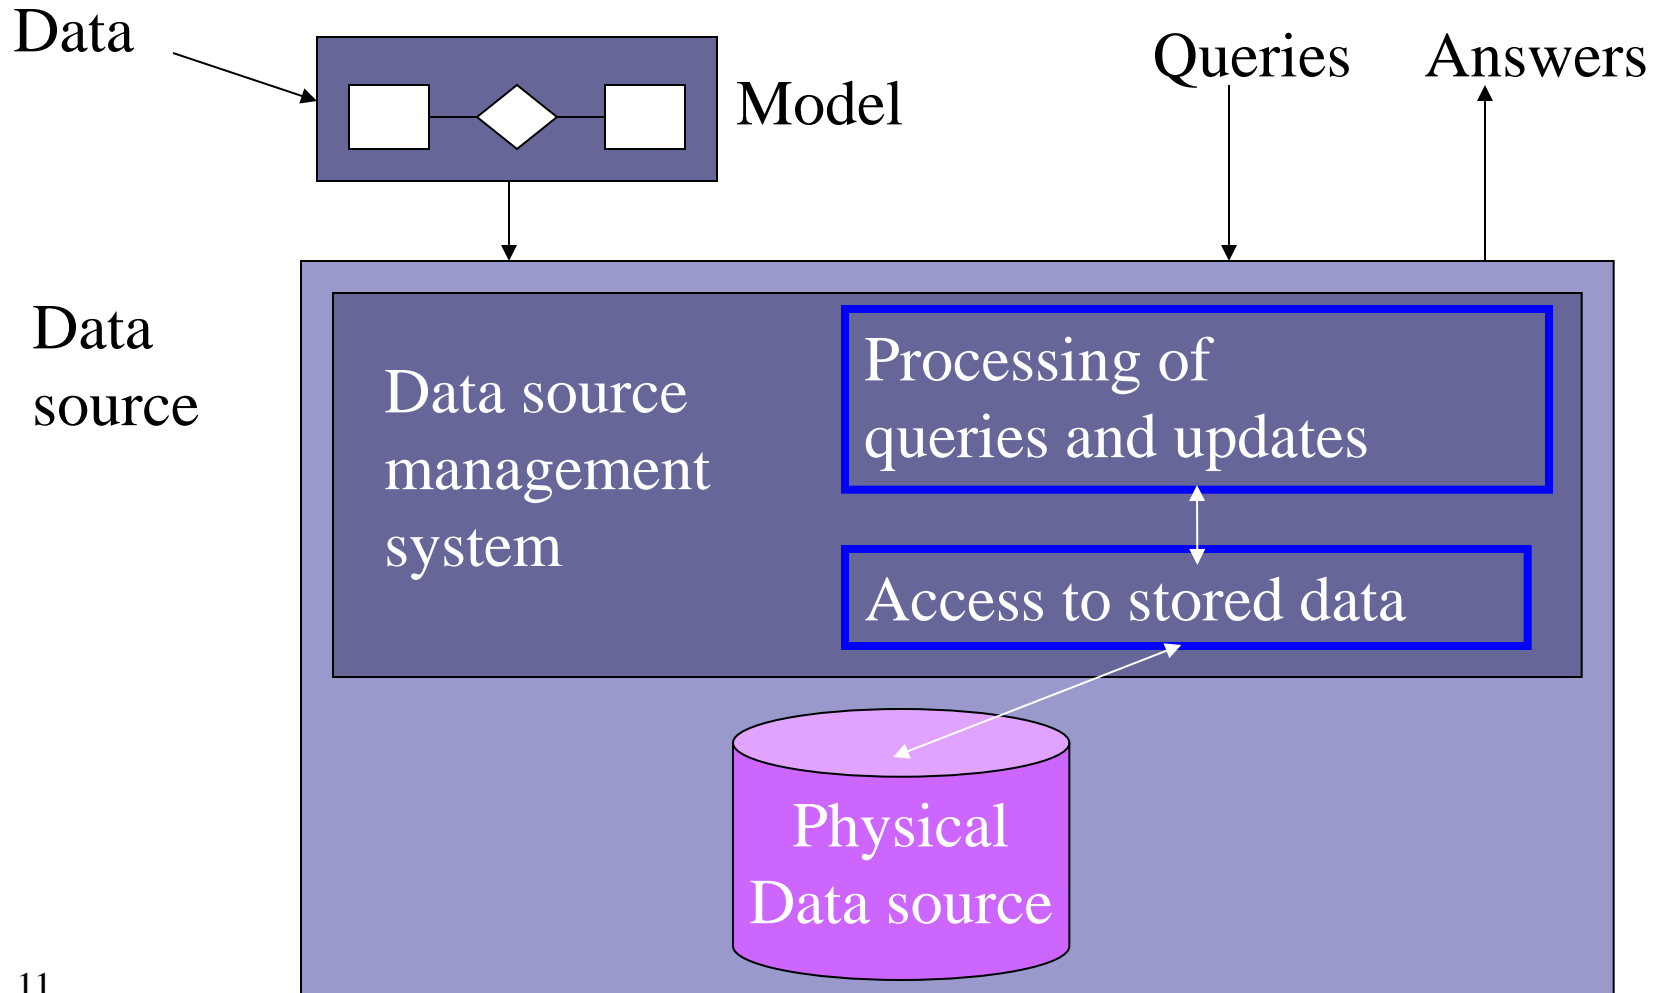 Data
Model
Queries
Answers
Data
source
Data source
management
system
Processing of
queries and updates
Access to stored data
Physical
Data source
11